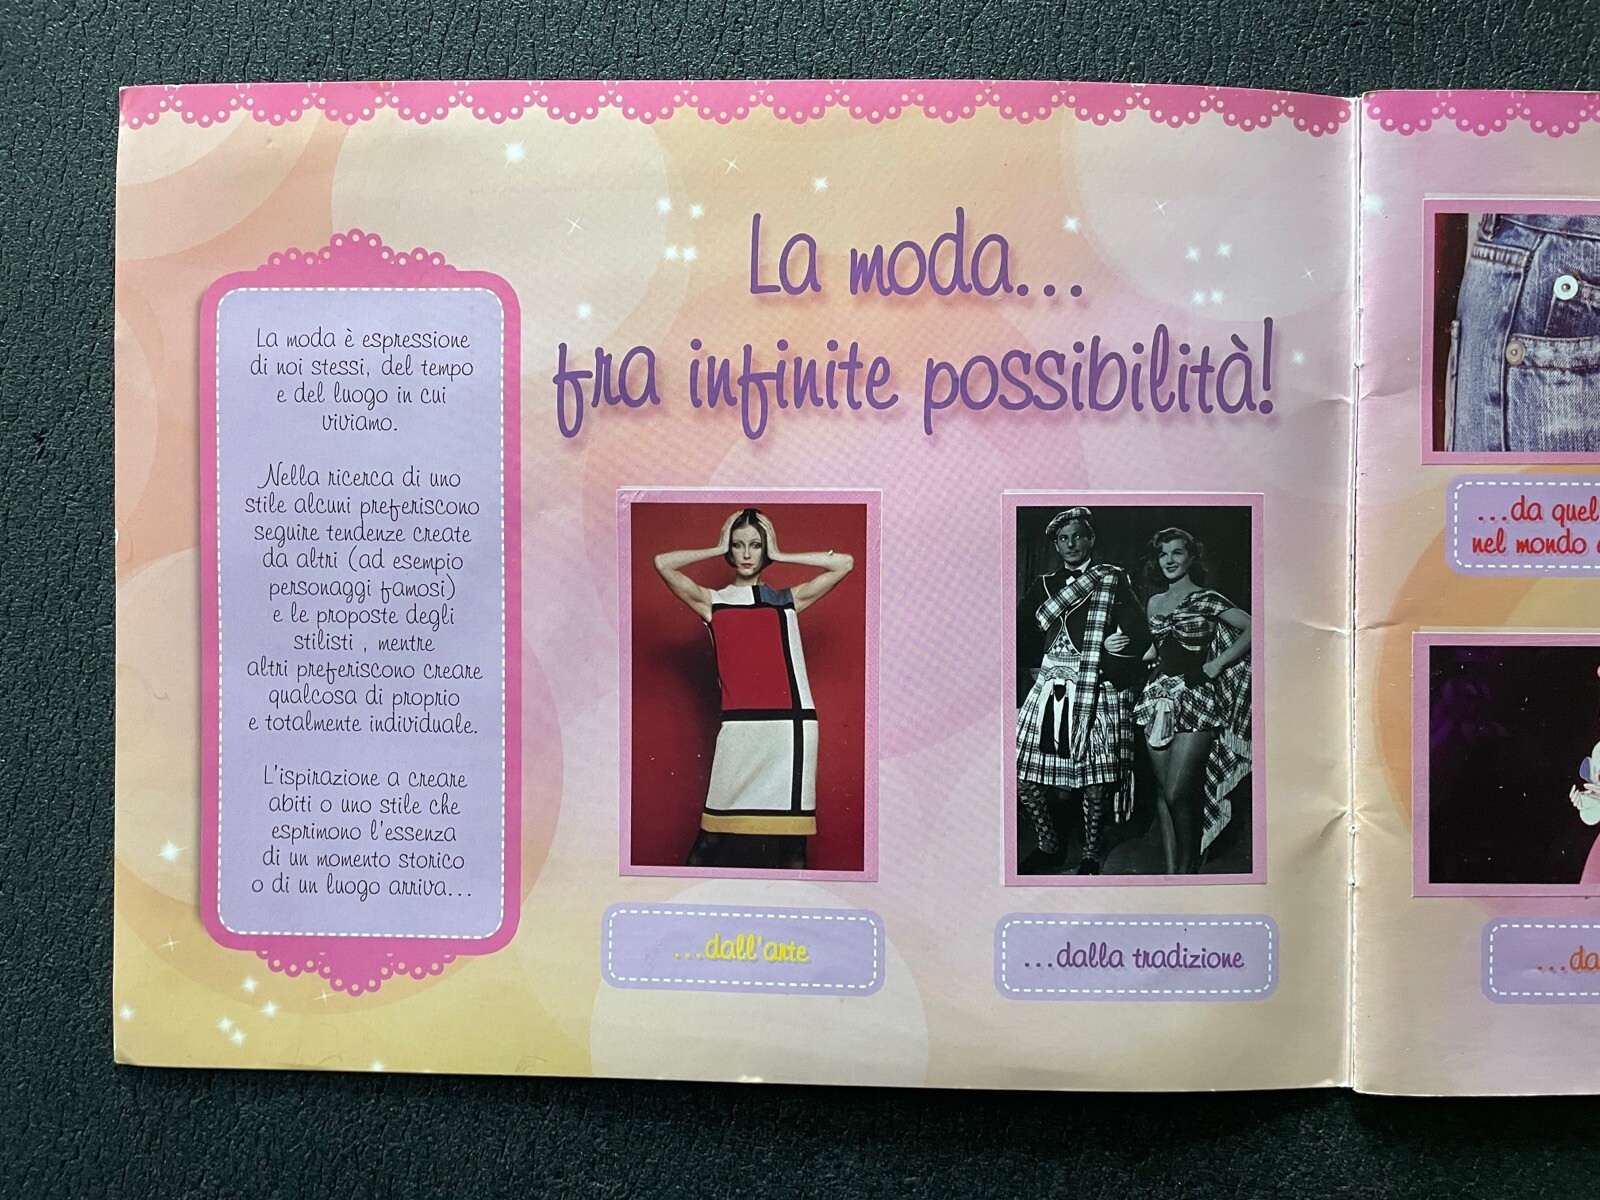 La moda...
fra infinite possibilità!
La moda è espressione
di noi stessi, del tempo
e del luogo in cui
viviamo.
Nella ricerca di uno
stile alcuni preferiscono
seguire tendenze create
da altri (ad esempio
personaggi famosi)
e le proposte degli
stilisti , mentre
altri preferiscono creare
qualcosa di proprio
e totalmente individuale.
L'ispirazione a creare
abiti o uno stile che
esprimono l'essenza
di un momento storico
o di un luogo arriva...
...dall'arte
...dalla tradizione
...da quel
nel mondo
...da